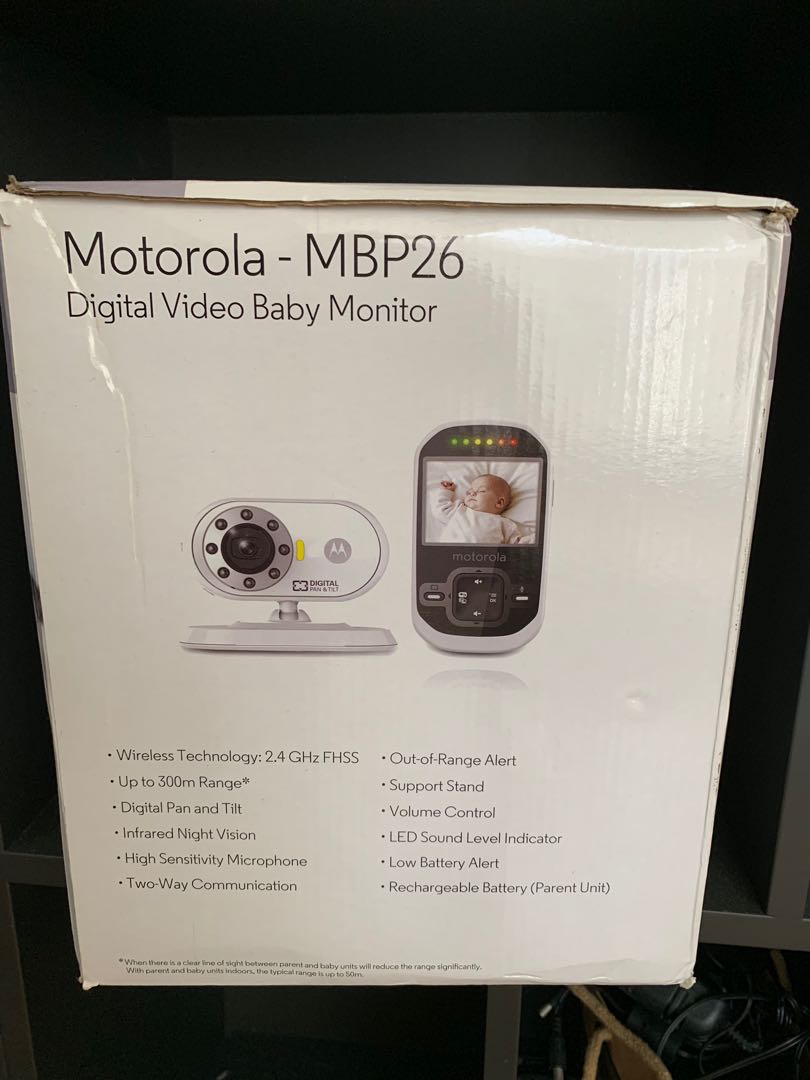 Motorola - MBP26
Digital Video Baby Monitor
DIGITAL
PAN & TILT
motorola
OK
• Wireless Technology: 2.4 GHz FHSS
• Up to 300m Range*
• Digital Pan and Tilt
• Infrared Night Vision
• High Sensitivity Microphone
• Two-Way Communication
• Out-of-Range Alert
• Support Stand
• Volume Control
• LED Sound Level Indicator
• Low Battery Alert
• Rechargeable Battery (Parent Unit)
*When there is a clear line of sight between parent and baby units will reduce the range significantly.
With parent and baby units indoors, the typical range is up to 50m.